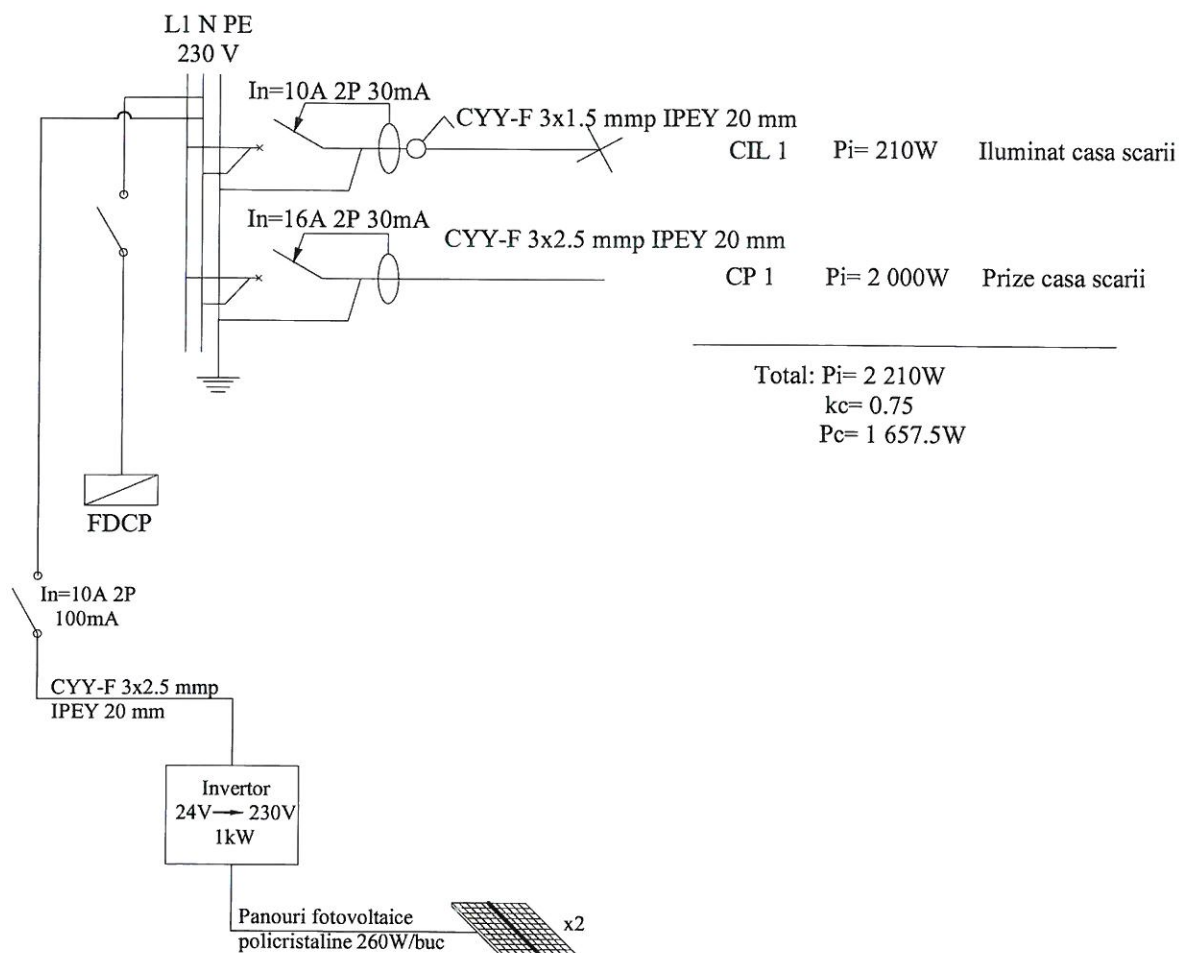 L1 N PE
230 V
In=10A 2P 30mA
CYY-F 3x1.5 mmp IPEY 20 mm
CIL 1 Pi= 210W Iluminat casa scarii
In=16A 2P 30mA
CYY-F 3x2.5 mmp IPEY 20 mm
CP 1 Pi= 2 000W Prize casa scarii
Total: Pi= 2 210W
kc= 0.75
Pc= 1 657.5W
FDCP
In=10A 2P
100mA
CYY-F 3x2.5 mmp
IPEY 20 mm
Invertor
24V → 230V
1kW
Panouri fotovoltaice
policristaline 260W/buc
x2